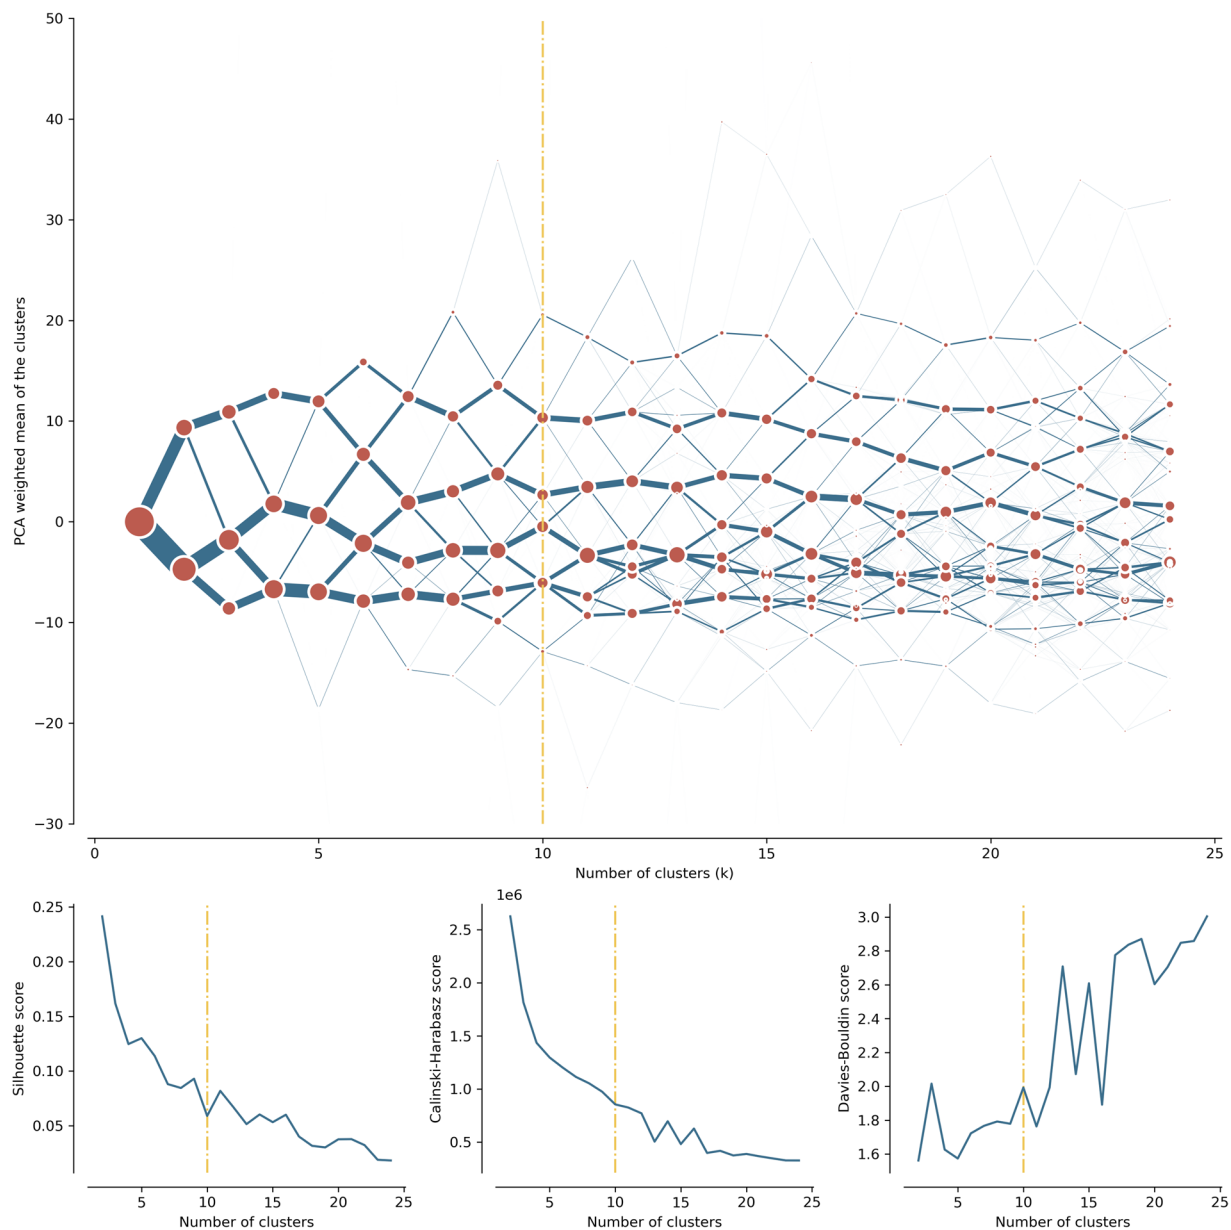 50
40
30
20
10
0
−10
−20
−30
PCA weighted mean of the clusters
0 5 10 15 20 25
Number of clusters (k)
0.25
0.20
0.15
0.10
0.05
Silhouette score
5 10 15 20 25
Number of clusters
1e6
2.5
2.0
1.5
1.0
0.5
Calinski-Harabasz score
5 10 15 20 25
Number of clusters
3.0
2.8
2.6
2.4
2.2
2.0
1.8
1.6
Davies-Bouldin score
5 10 15 20 25
Number of clusters